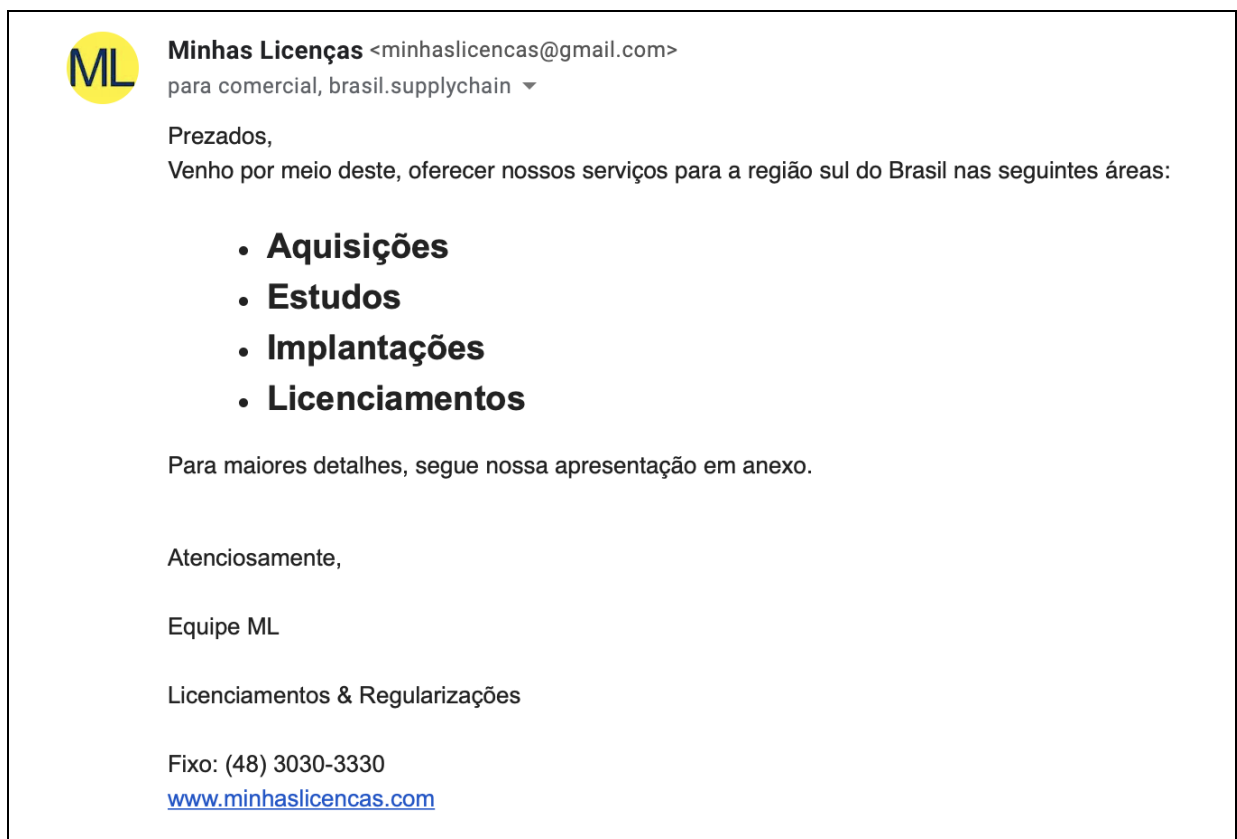 ML
Minhas Licenças <minhaslicencas@gmail.com>
para comercial, brasil.supplychain
Prezados,
Venho por meio deste, oferecer nossos serviços para a região sul do Brasil nas seguintes áreas:
• Aquisições
• Estudos
• Implantações
• Licenciamentos
Para maiores detalhes, segue nossa apresentação em anexo.
Atenciosamente,
Equipe ML
Licenciamentos & Regularizações
Fixo: (48) 3030-3330
www.minhaslicencas.com